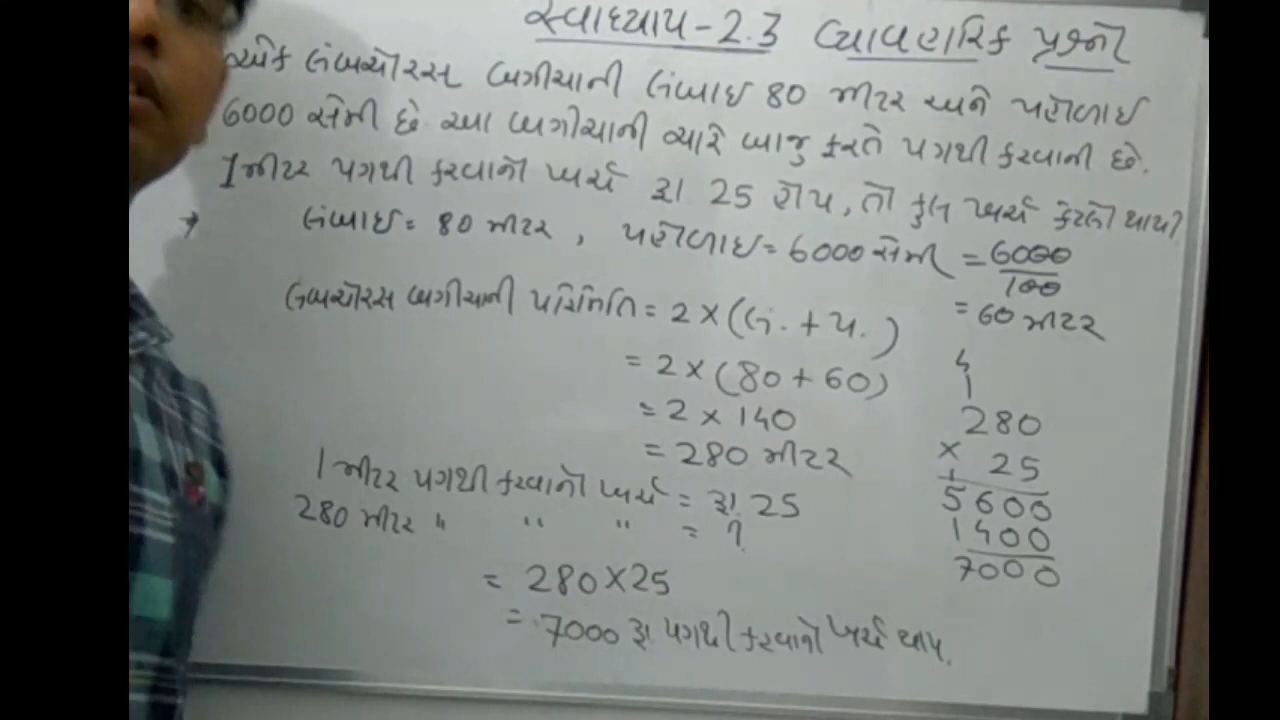 સ્વાધ્યાય-2.3 વ્યાવહારિક પ્રશ્નો
એક લંબચોરસ બગીચાની લંબાઇ 80 મીટર અને પહોળાઇ
6000 સેમી છે. આ બગીચાની ચારે બાજુ ફરતે પગથી કરવાની છે.
1 મીટર પગથી કરવાનો ખર્ચ રૂા 25 હોય, તો કુલ ખર્ચ કેટલો થાય?
→ લંબાઇ = 80 મીટર, પહોળાઇ = 6000 સેમી = 6000/100
= 60 મીટર
લંબચોરસ બગીચાની પરિમિતિ = 2 × (લં. + પ.)
= 2 × (80 + 60)
= 2 × 140
= 280 મીટર
1 મીટર પગથી કરવાનો ખર્ચ = રૂા. 25
280 મીટર " " " = ?
= 280 × 25
= 7000 રૂા પગથી કરવાનો ખર્ચ થાય.
4
1
280
× 25
1
5600
1400
7000